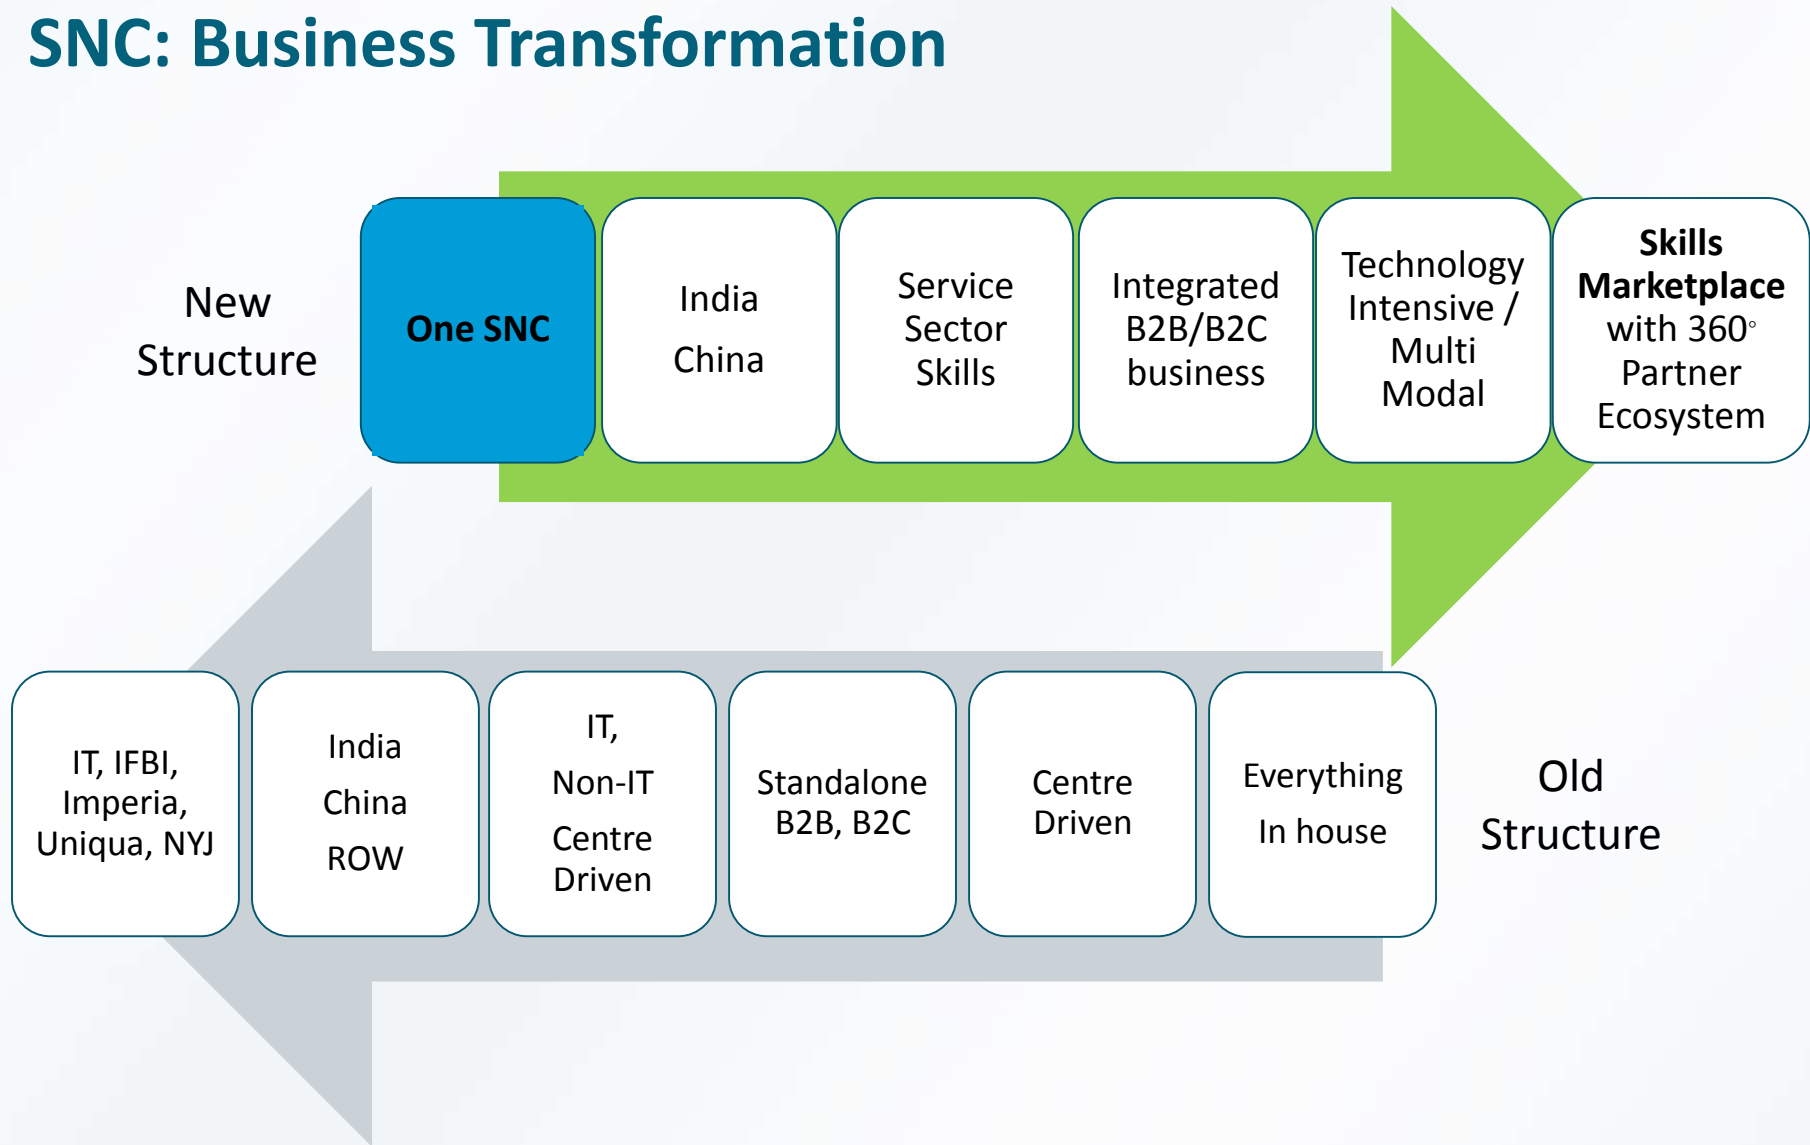 SNC: Business Transformation
New
Structure
One SNC
India
China
Service
Sector
Skills
Integrated
B2B/B2C
business
Technology
Intensive /
Multi
Modal
Skills
Marketplace
with 360◦
Partner
Ecosystem
IT, IFBI,
Imperia,
Uniqua, NYJ
India
China
ROW
IT,
Non-IT
Centre
Driven
Standalone
B2B, B2C
Centre
Driven
Everything
In house
Old
Structure